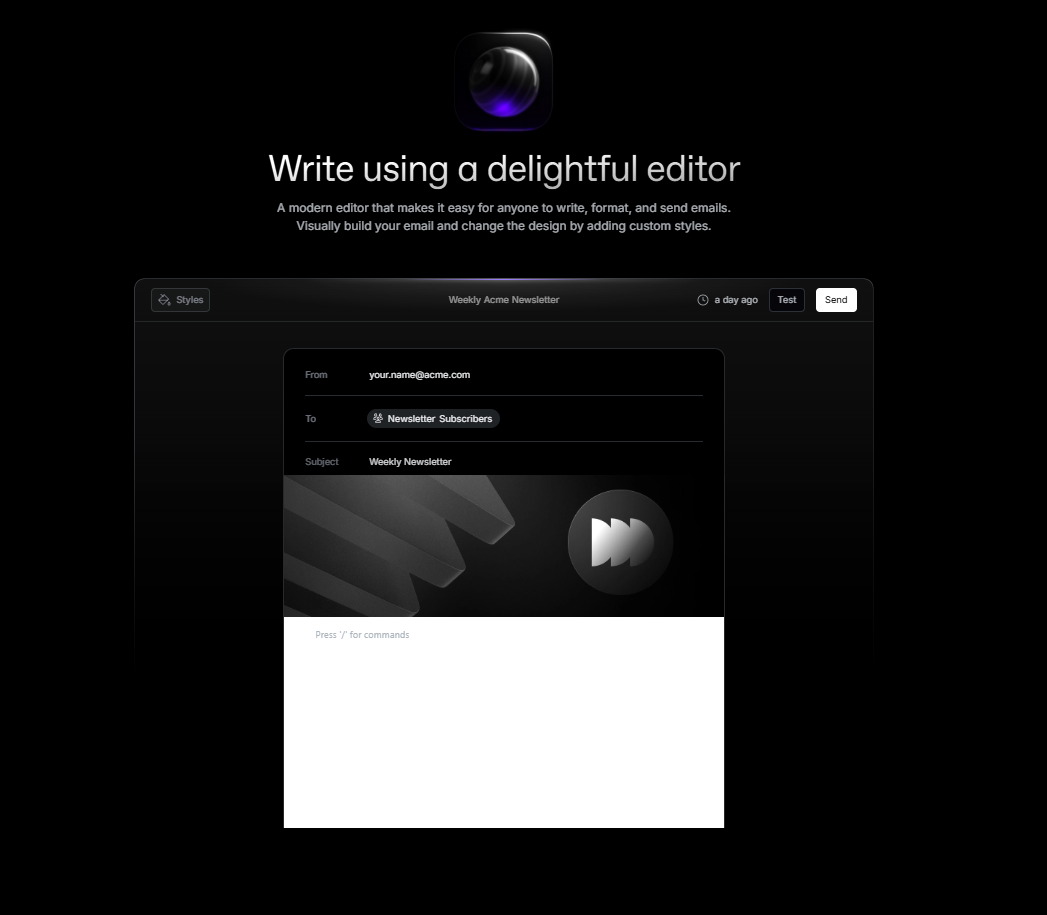 Write using a delightful editor
A modern editor that makes it easy for anyone to write, format, and send emails.
Visually build your email and change the design by adding custom styles.
Styles
Weekly Acme Newsletter
a day ago
Test
Send
From your.name@acme.com
To Newsletter Subscribers
Subject Weekly Newsletter
Press '/' for commands